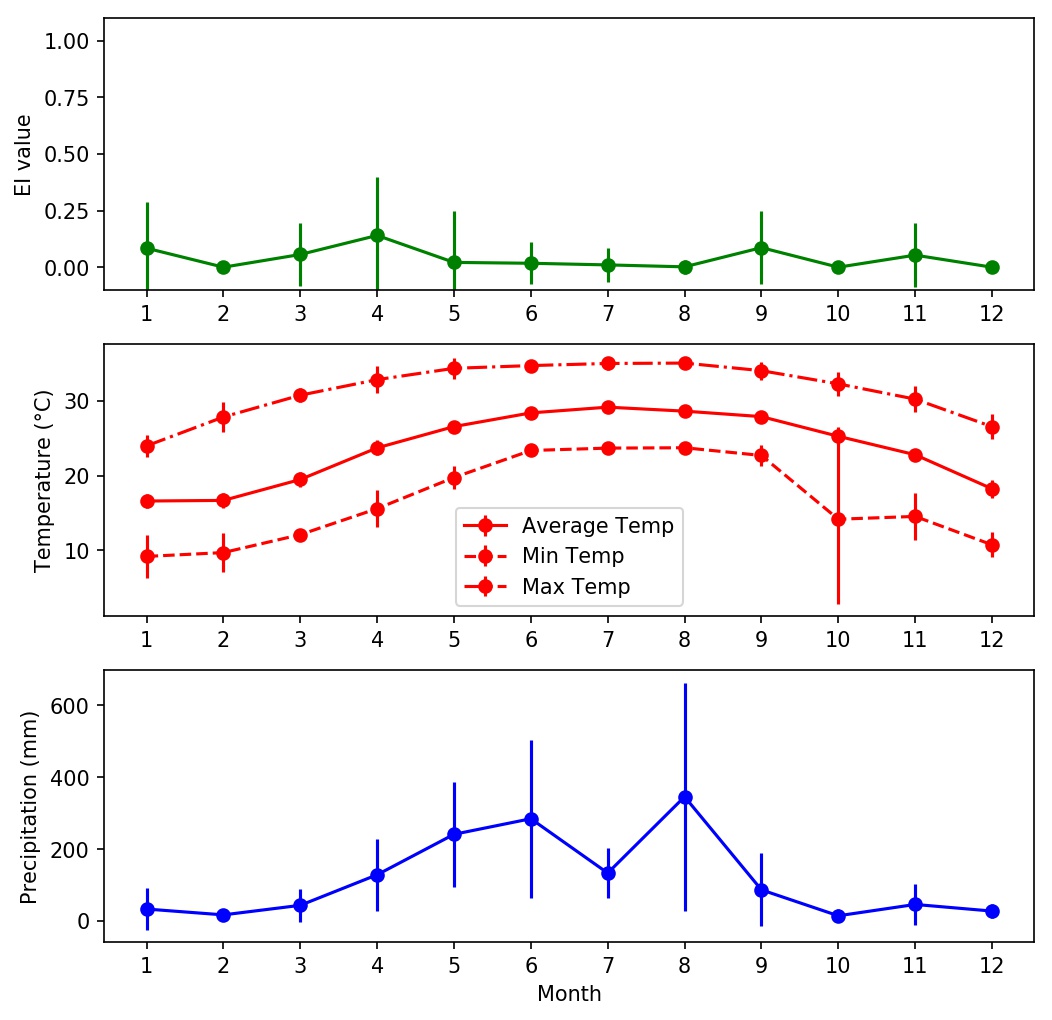 EI value
1.00
0.75
0.50
0.25
0.00
1 2 3 4 5 6 7 8 9 10 11 12
Temperature (°C)
30
20
10
Average Temp
Min Temp
Max Temp
1 2 3 4 5 6 7 8 9 10 11 12
Precipitation (mm)
600
400
200
0
1 2 3 4 5 6 7 8 9 10 11 12
Month